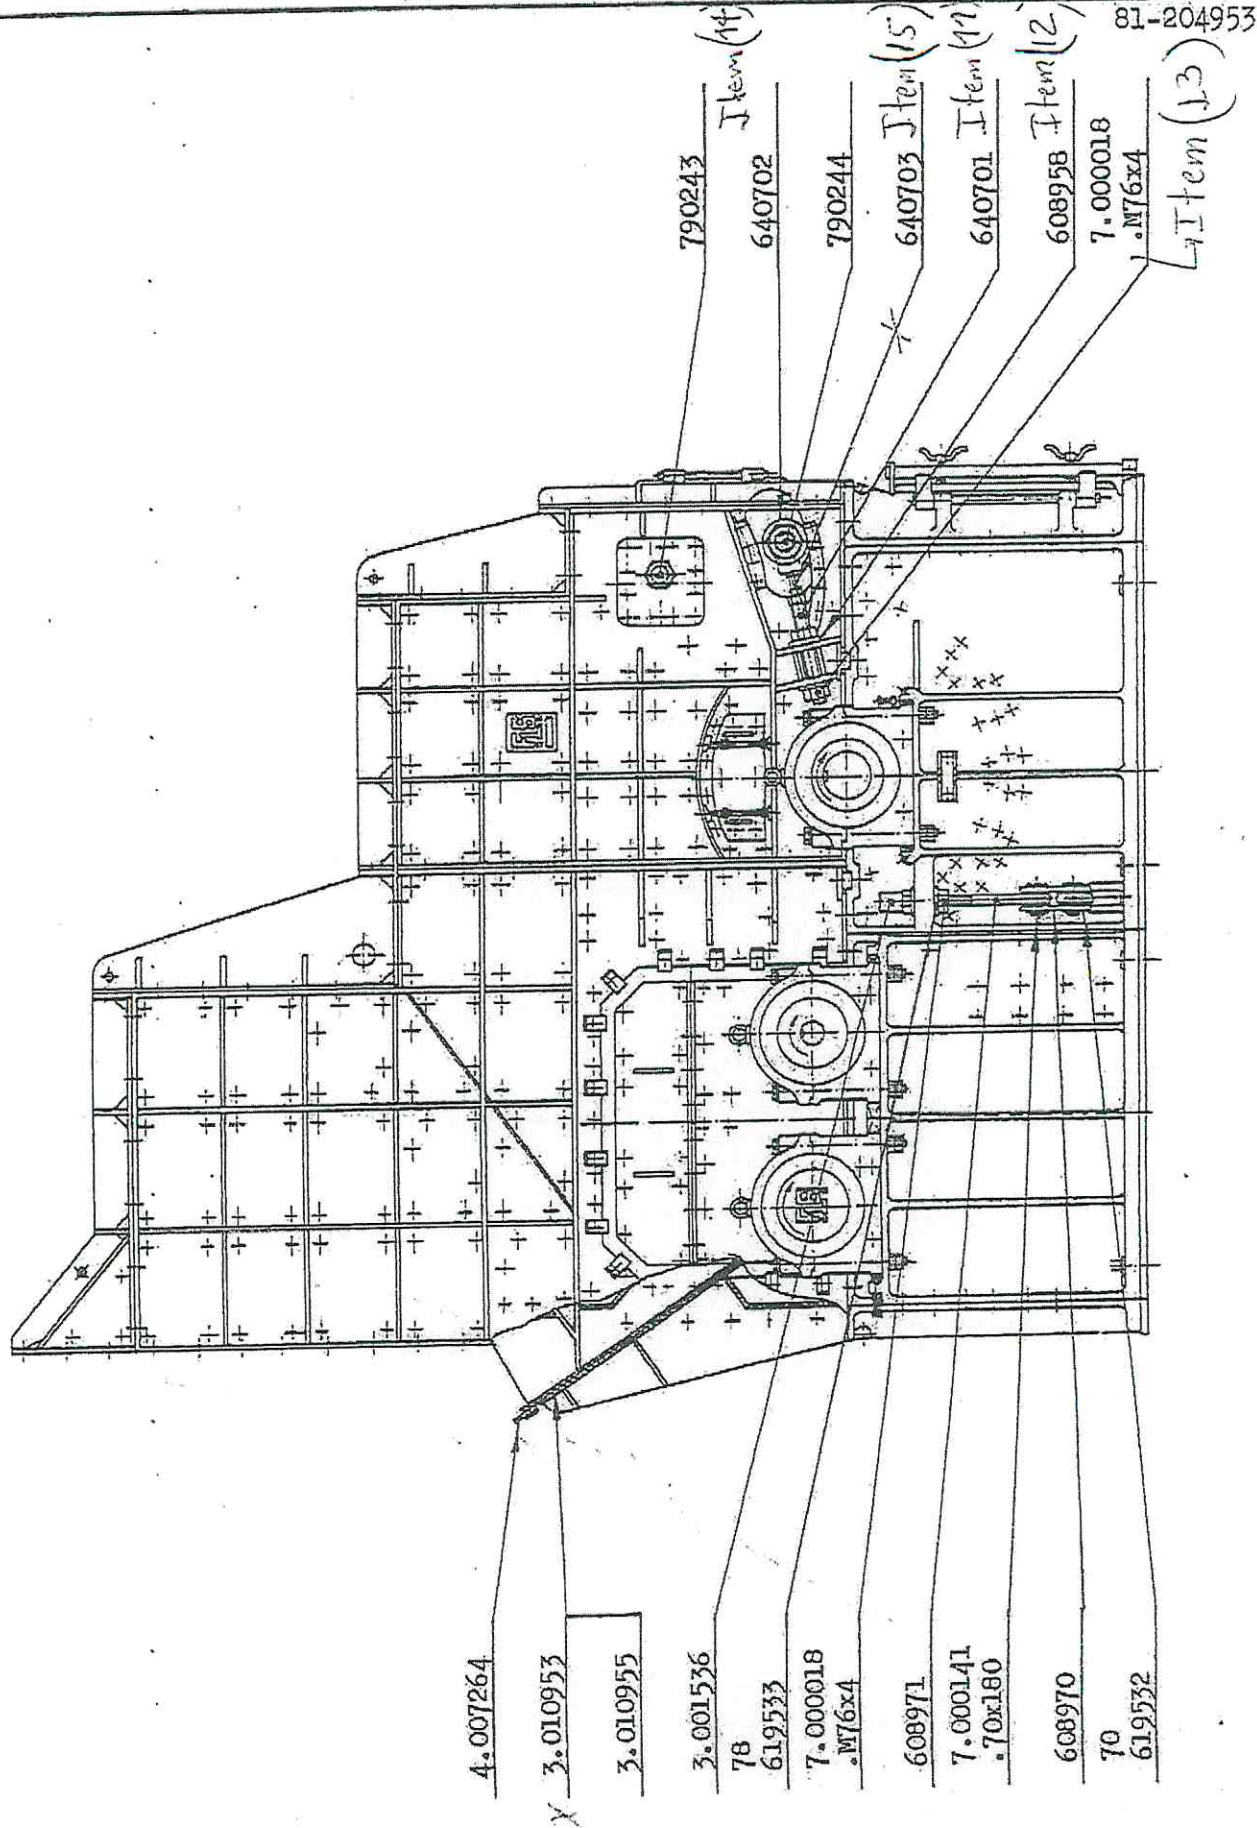 81-204953
790243
Item (14)
640702
790244
640703 Item (15)
640701 Item (11)
608958 Item (12)
7.000018
.M76x4
Item (13)
4.007264
x 3.010953
3.010955
3.001536
78
619533
7.000018
.M76x4
608971
7.000141
.70x180
608970
70
619532